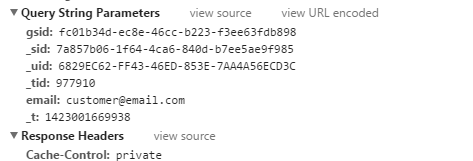 ▼ Query String Parameters view source view URL encoded
gsid: fc01b34d-ec8e-46cc-b223-f3ee63fdb898
_sid: 7a857b06-1f64-4ca6-840d-b7ee5ae9f985
_uid: 6829EC62-FF43-46ED-853E-7AA4A56ECD3C
_tid: 977910
email: customer@email.com
_t: 1423001669938
▼ Response Headers view source
Cache-Control: private